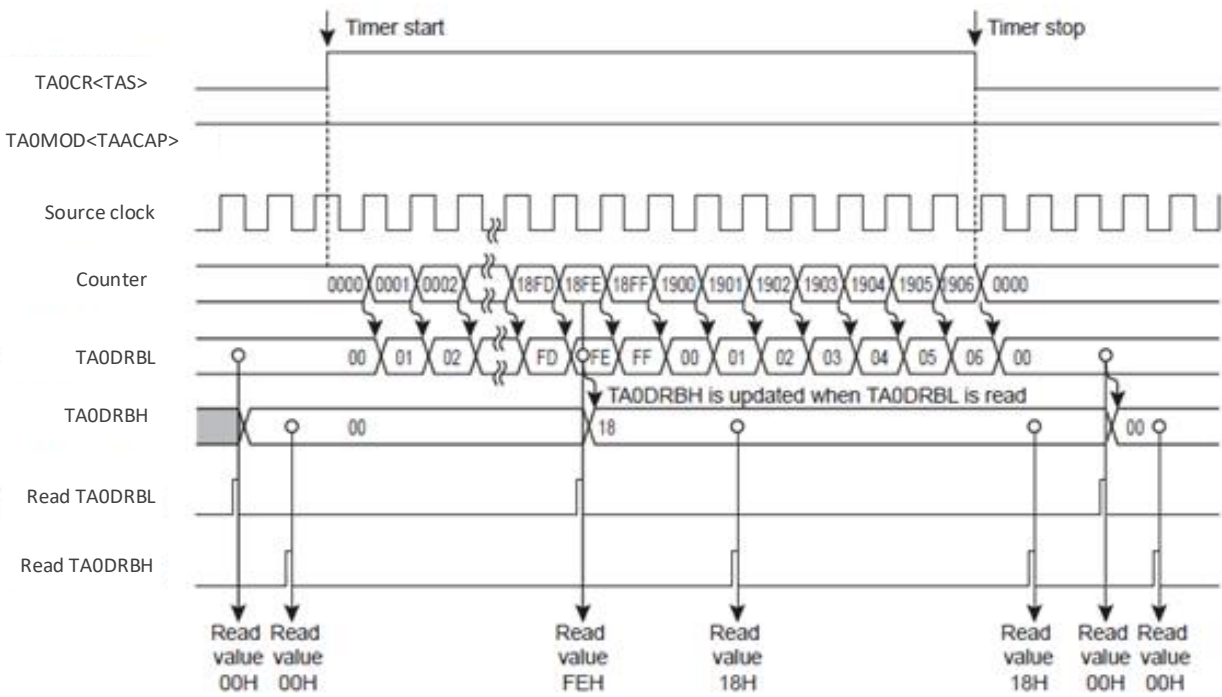 Timer start
Timer stop
TA0CR<TAS>
TA0MOD<TAACAP>
Source clock
Counter
0000 0001 0002 18FD 18FE 18FF 1900 1901 1902 1903 1904 1905 1906 0000
TA0DRBL
00 01 02 FD FE FF 00 01 02 03 04 05 06 00
TA0DRBH is updated when TA0DRBL is read
TA0DRBH
00 18 00
Read TA0DRBL
Read TA0DRBH
Read Read Read Read Read Read Read
value value value value value value value
00H 00H FEH 18H 18H 00H 00H